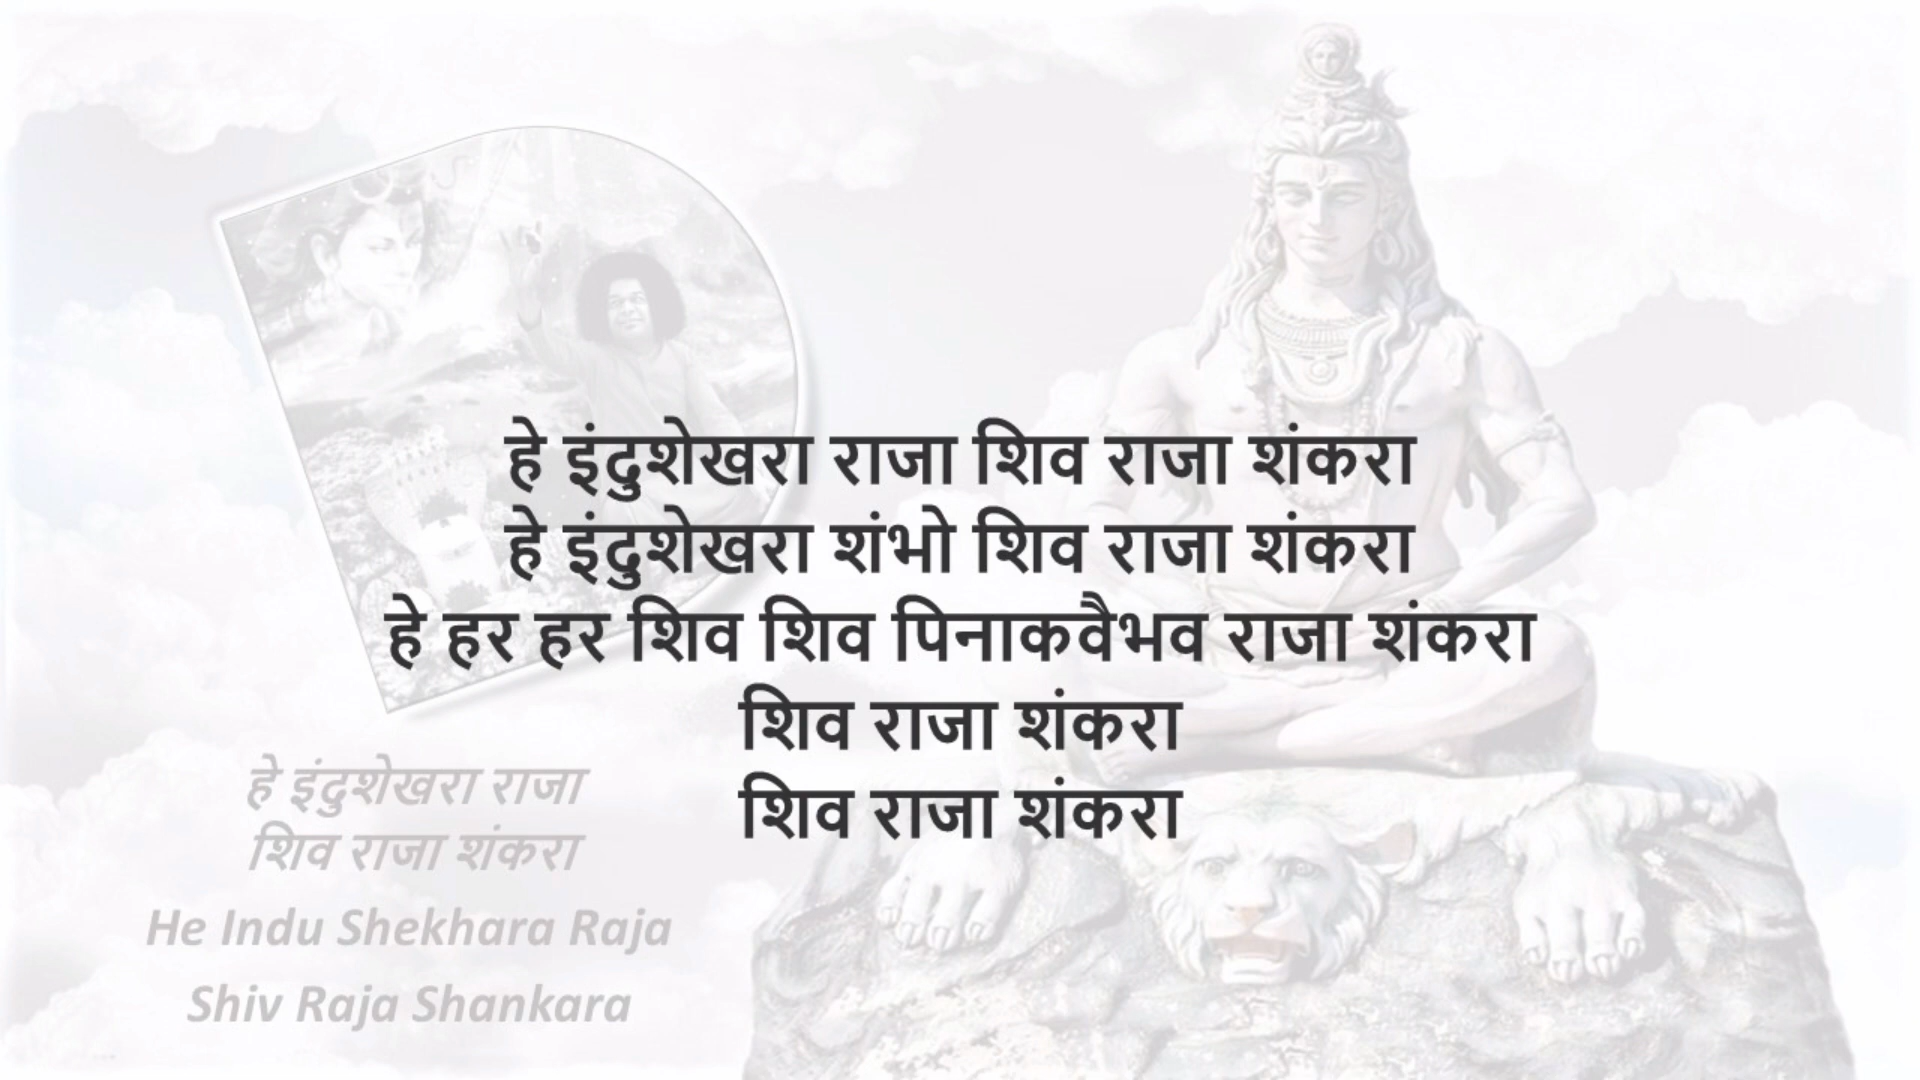 हे इंदुशेखरा राजा शिव राजा शंकरा
हे इंदुशेखरा शंभो शिव राजा शंकरा
हे हर हर शिव शिव पिनाकवैभव राजा शंकरा
शिव राजा शंकरा
शिव राजा शंकरा
हे इंदुशेखरा राजा
शिव राजा शंकरा
He Indu Shekhara Raja
Shiv Raja Shankara